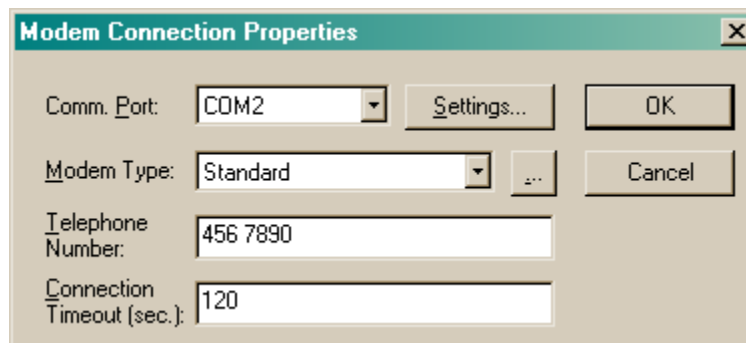 Modem Connection Properties
Comm. Port: COM2 Settings... OK
Modem Type: Standard ... Cancel
Telephone
Number: 456 7890
Connection
Timeout (sec.): 120